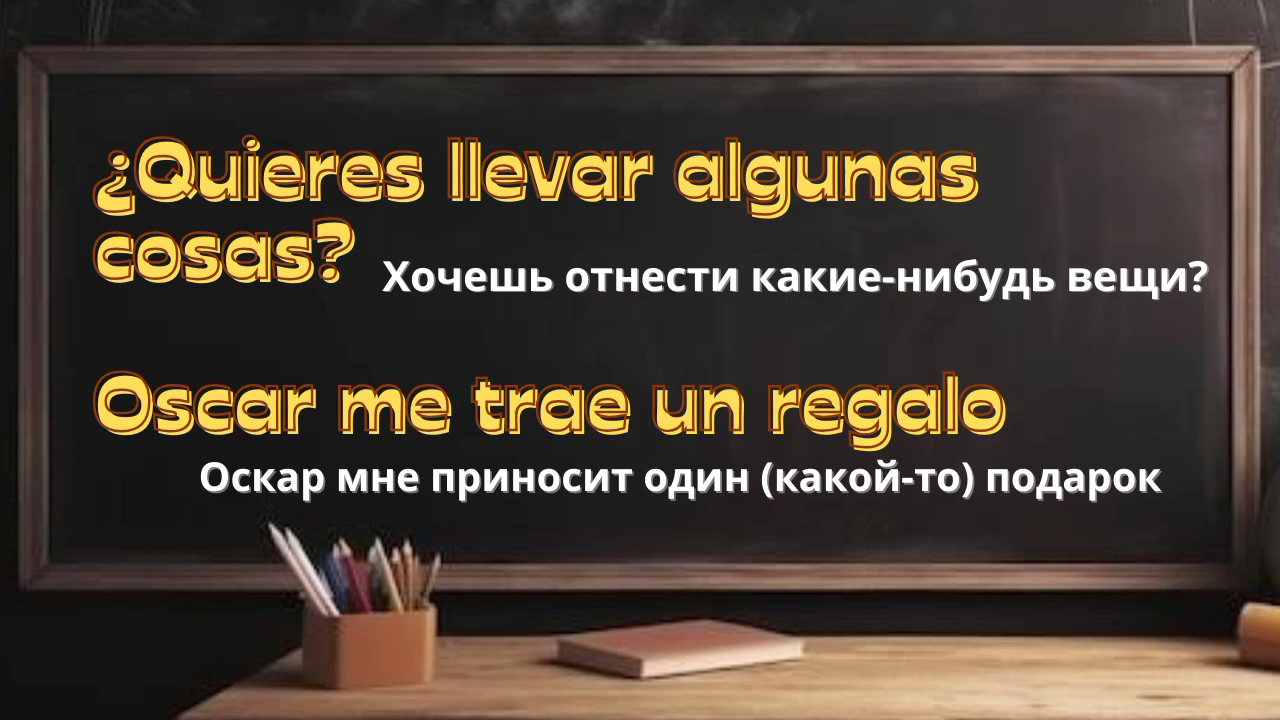 ¿Quieres llevar algunas
cosas?
Хочешь отнести какие-нибудь вещи?
Oscar me trae un regalo
Оскар мне приносит один (какой-то) подарок